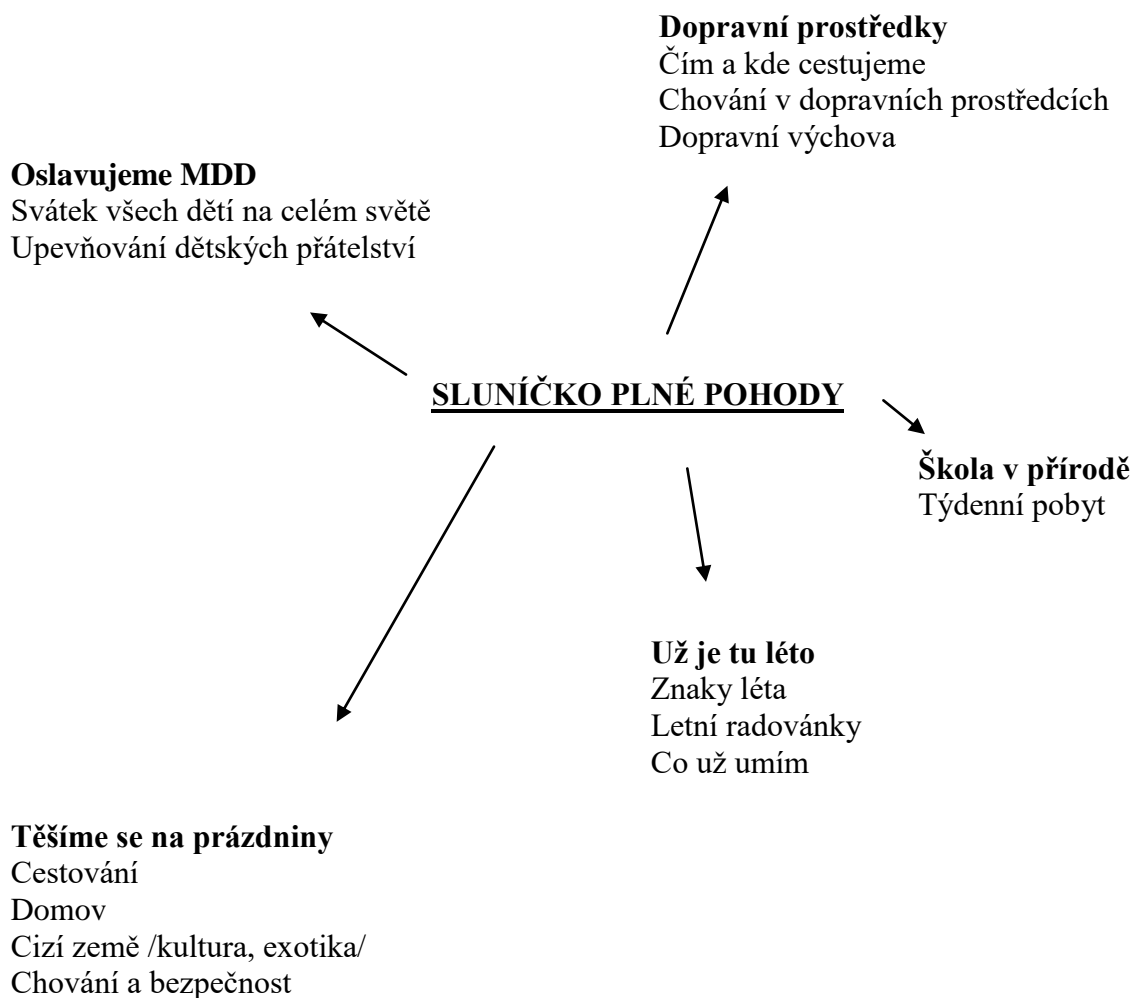 Dopravní prostředky
Čím a kde cestujeme
Chování v dopravních prostředcích
Dopravní výchova
Oslavujeme MDD
Svátek všech dětí na celém světě
Upevňování dětských přátelství
SLUNÍČKO PLNÉ POHODY
Škola v přírodě
Týdenní pobyt
Už je tu léto
Znaky léta
Letní radovánky
Co už umím
Těšíme se na prázdniny
Cestování
Domov
Cizí země /kultura, exotika/
Chování a bezpečnost